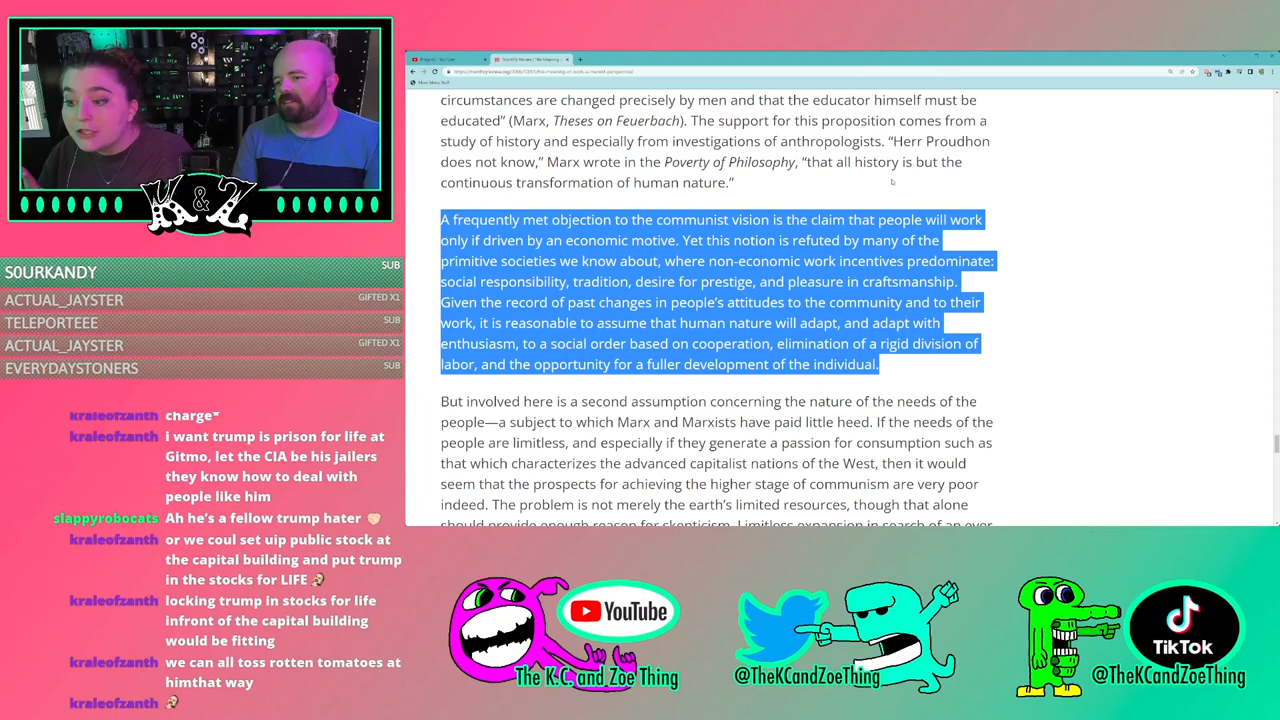 K & Z
S0URKANDY SUB
ACTUAL_JAYSTER GIFTED X1
TELEPORTEEE SUB
ACTUAL_JAYSTER GIFTED X1
EVERYDAYSTONERS SUB
kraleofzanth charge*
kraleofzanth i want trump is prison for life at
Gitmo, let the CIA be his jailers
they know how to deal with
people like him
slappyrobocats Ah he's a fellow trump hater
kraleofzanth or we coul set uip public stock at
the capital building and put trump
in the stocks for LIFE
kraleofzanth locking trump in stocks for life
infront of the capital building
would be fitting
kraleofzanth we can all toss rotten tomatoes at
himthat way
kraleofzanth
circumstances are changed precisely by men and that the educator himself must be
educated” (Marx, Theses on Feuerbach). The support for this proposition comes from a
study of history and especially from investigations of anthropologists. “Herr Proudhon
does not know,” Marx wrote in the Poverty of Philosophy, “that all history is but the
continuous transformation of human nature.”
A frequently met objection to the communist vision is the claim that people will work
only if driven by an economic motive. Yet this notion is refuted by many of the
primitive societies we know about, where non-economic work incentives predominate:
social responsibility, tradition, desire for prestige, and pleasure in craftsmanship.
Given the record of past changes in people’s attitudes to the community and to their
work, it is reasonable to assume that human nature will adapt, and adapt with
enthusiasm, to a social order based on cooperation, elimination of a rigid division of
labor, and the opportunity for a fuller development of the individual.
But involved here is a second assumption concerning the nature of the needs of the
people—a subject to which Marx and Marxists have paid little heed. If the needs of the
people are limitless, and especially if they generate a passion for consumption such as
that which characterizes the advanced capitalist nations of the West, then it would
seem that the prospects for achieving the higher stage of communism are very poor
indeed. The problem is not merely the earth’s limited resources, though that alone
should provide enough reason for skepticism. Limitless expansion in search of an ever
YouTube
The K.C. and Zoe Thing
@TheKCandZoeThing
TikTok
@TheKCandZoeThing